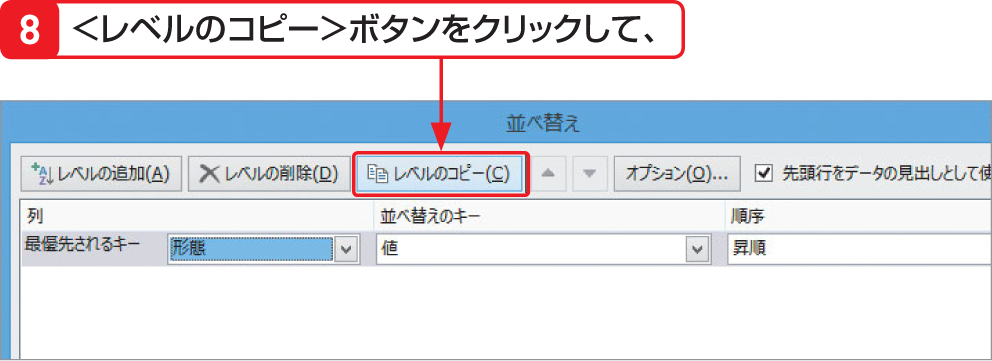 8 <レベルのコピー>ボタンをクリックして、
並べ替え
レベルの追加(A) レベルの削除(D) レベルのコピー(C) オプション(O)... 先頭行をデータの見出しとして使
列 並べ替えのキー 順序
最優先されるキー 形態 値 昇順